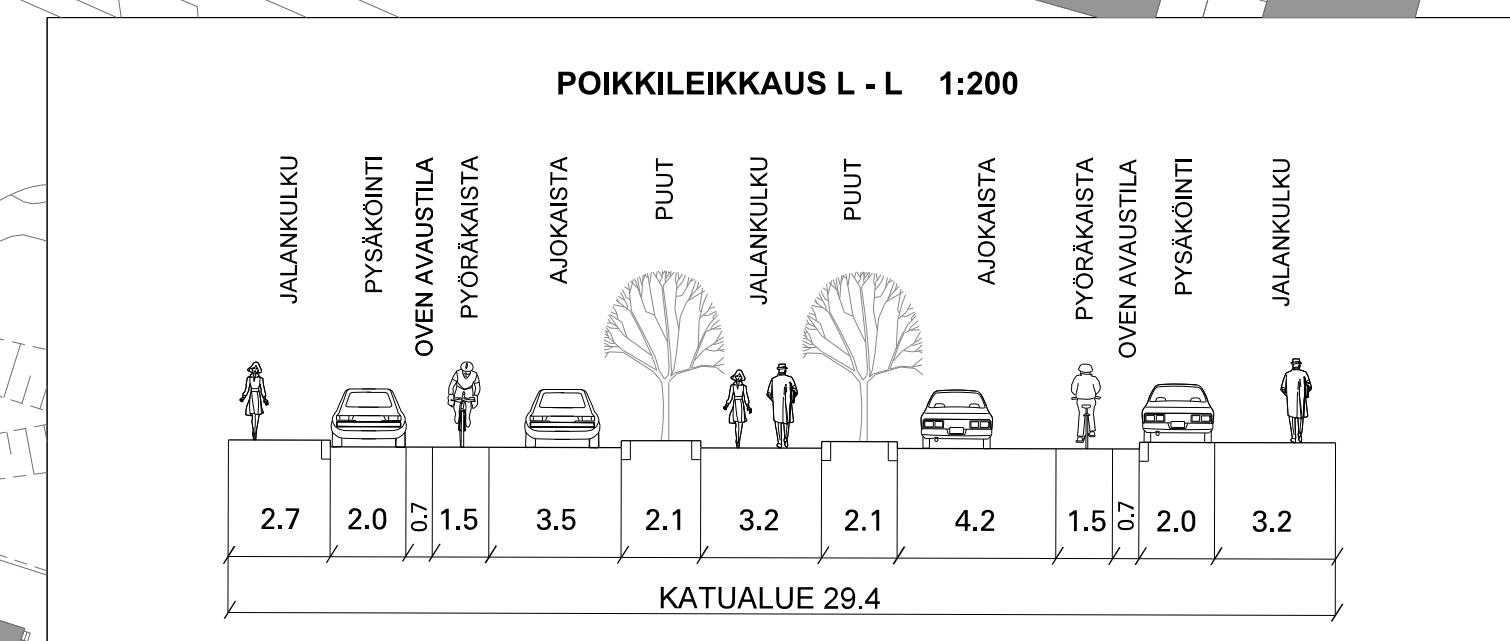 POIKKILEIKKAUS L - L 1:200
JALANKULKU
PYSÄKÖINTI
OVEN AVAUSTILA
PYÖRÄKAISTA
AJOKAISTA
PUUT
JALANKULKU
PUUT
AJOKAISTA
PYÖRÄKAISTA
OVEN AVAUSTILA
PYSÄKÖINTI
JALANKULKU
2.7 2.0 0.7 1.5 3.5 2.1 3.2 2.1 4.2 1.5 0.7 2.0 3.2
KATUALUE 29.4